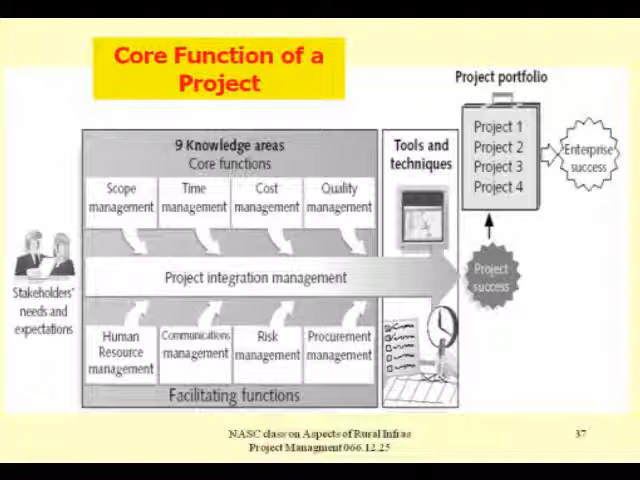 Core Function of a
Project
Project portfolio
Project 1
Project 2
Project 3
Project 4
Enterprise
success
9 Knowledge areas
Core functions
Tools and
techniques
Scope
management
Time
management
Cost
management
Quality
management
Project integration management
Project
success
Stakeholders'
needs and
expectations
Human
Resource
management
Communications
management
Risk
management
Procurement
management
Facilitating functions
NASC class on Aspects of Rural Infras
Project Managment 066.12.25
37